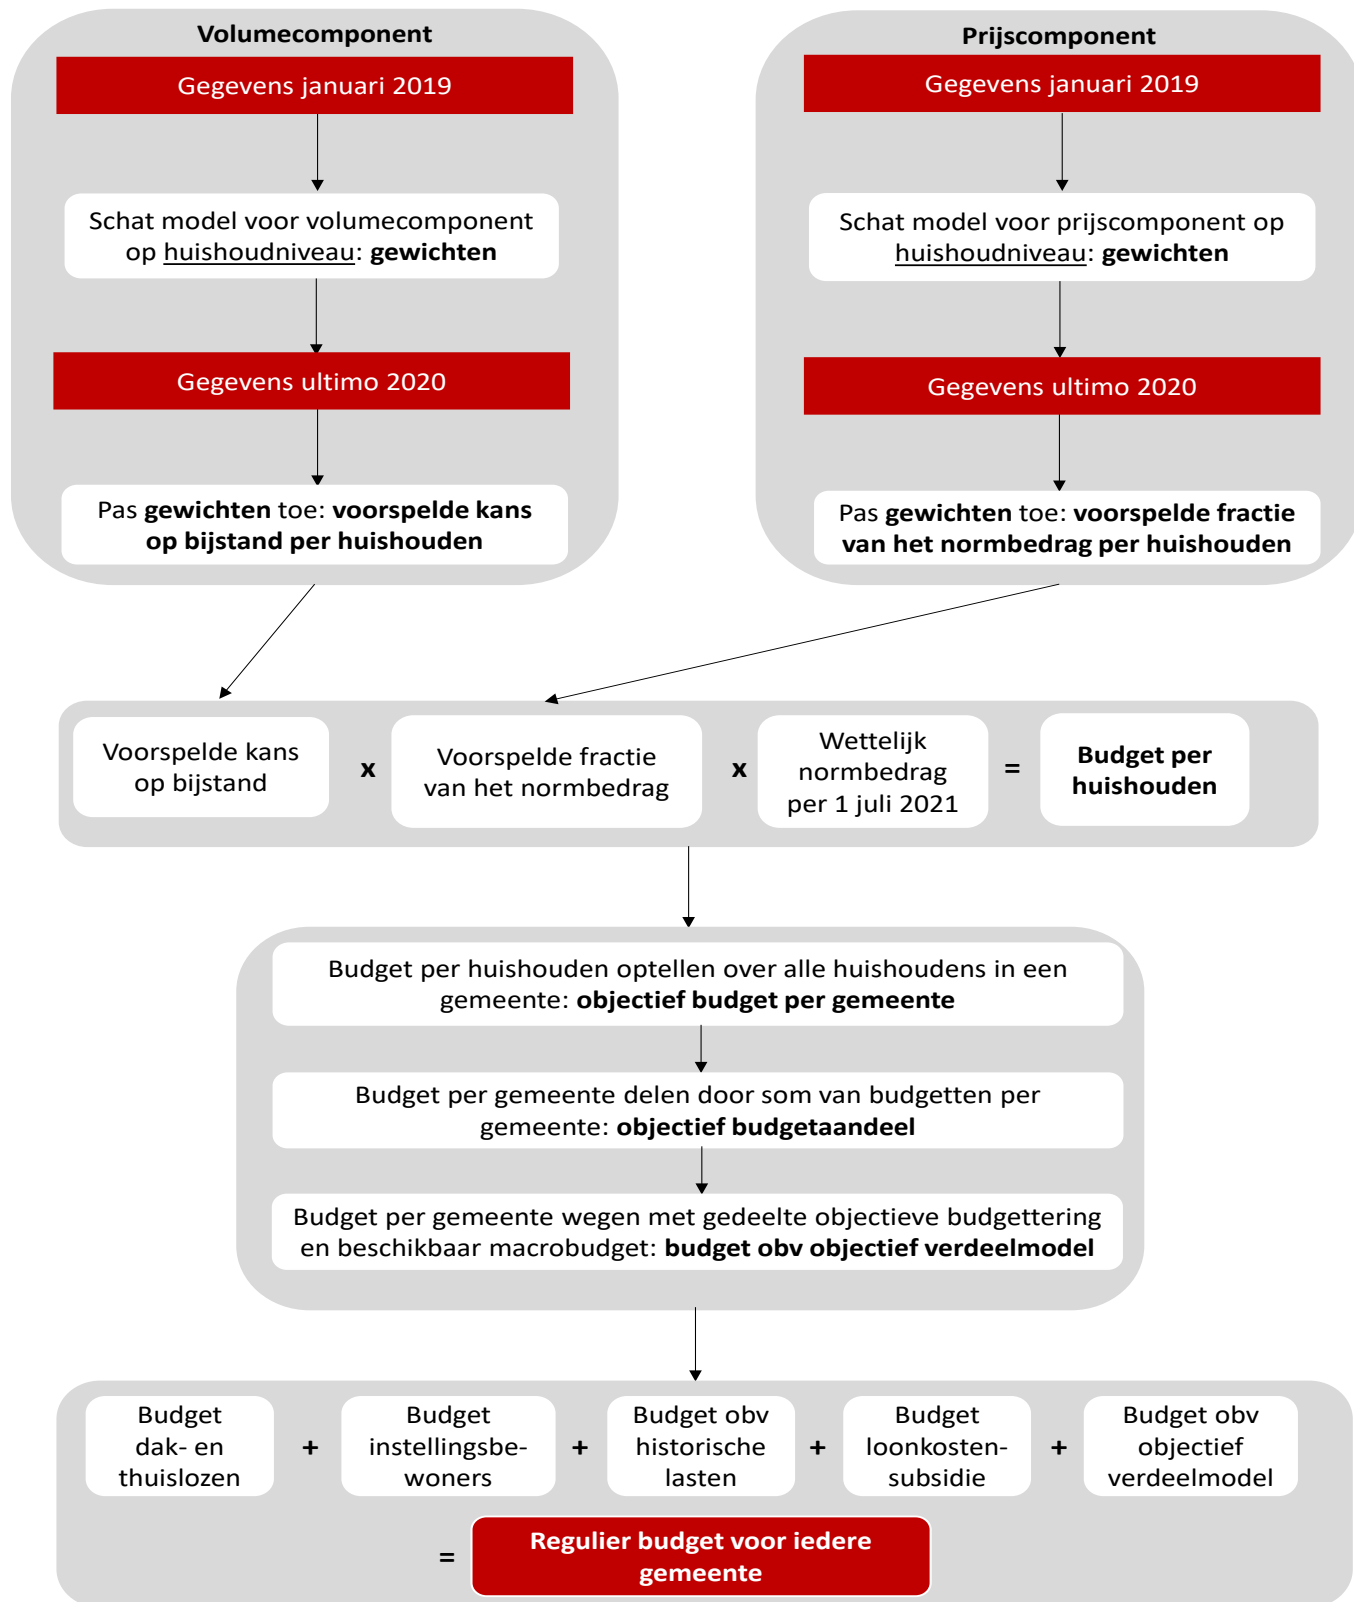 Volumecomponent
Gegevens januari 2019
Schat model voor volumecomponent
op huishoudniveau: gewichten
Gegevens ultimo 2020
Pas gewichten toe: voorspelde kans
op bijstand per huishouden
Prijscomponent
Gegevens januari 2019
Schat model voor prijscomponent op
huishoudniveau: gewichten
Gegevens ultimo 2020
Pas gewichten toe: voorspelde fractie
van het normbedrag per huishouden
Voorspelde kans
op bijstand
x
Voorspelde fractie
van het normbedrag
x
Wettelijk
normbedrag
per 1 juli 2021
=
Budget per
huishouden
Budget per huishouden optellen over alle huishoudens in een
gemeente: objectief budget per gemeente
Budget per gemeente delen door som van budgetten per
gemeente: objectief budgetaandeel
Budget per gemeente wegen met gedeelte objectieve budgettering
en beschikbaar macrobudget: budget obv objectief verdeelmodel
Budget
dak- en
thuislozen
+
Budget
instellingsbe-
woners
+
Budget obv
historische
lasten
+
Budget
loonkosten-
subsidie
+
Budget obv
objectief
verdeelmodel
=
Regulier budget voor iedere
gemeente